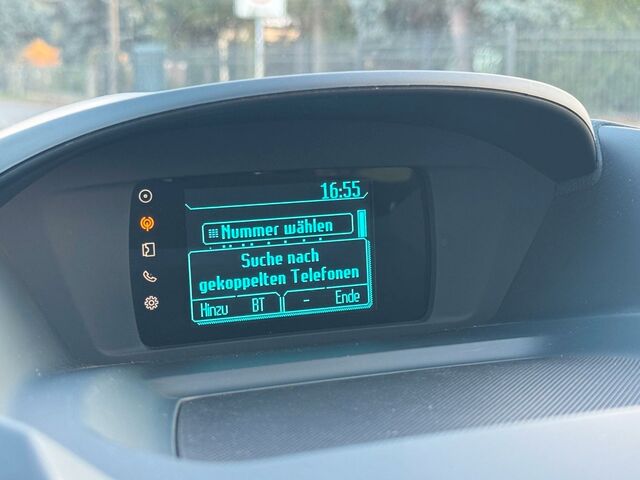 16:55
Nummer wählen
Suche nach
gekoppelten Telefonen
Hinzu BT - Ende